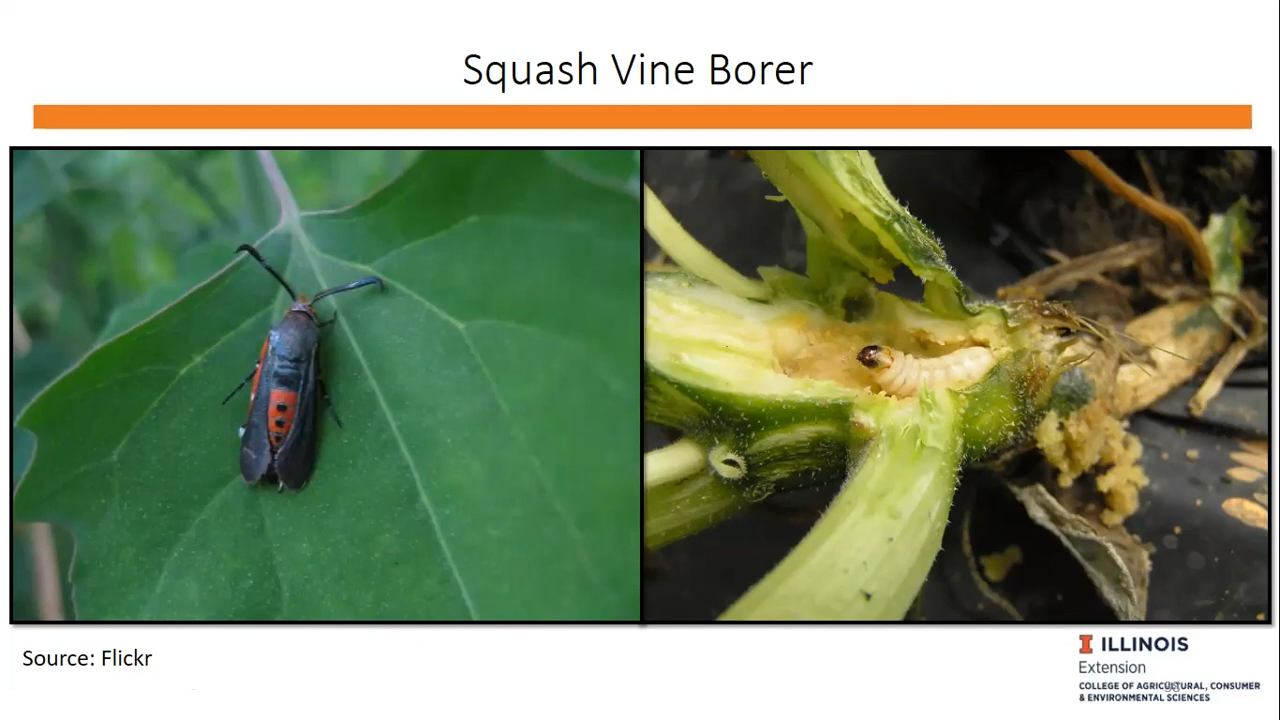 Squash Vine Borer
Source: Flickr
ILLINOIS
Extension
COLLEGE OF AGRICULTURAL, CONSUMER
& ENVIRONMENTAL SCIENCES